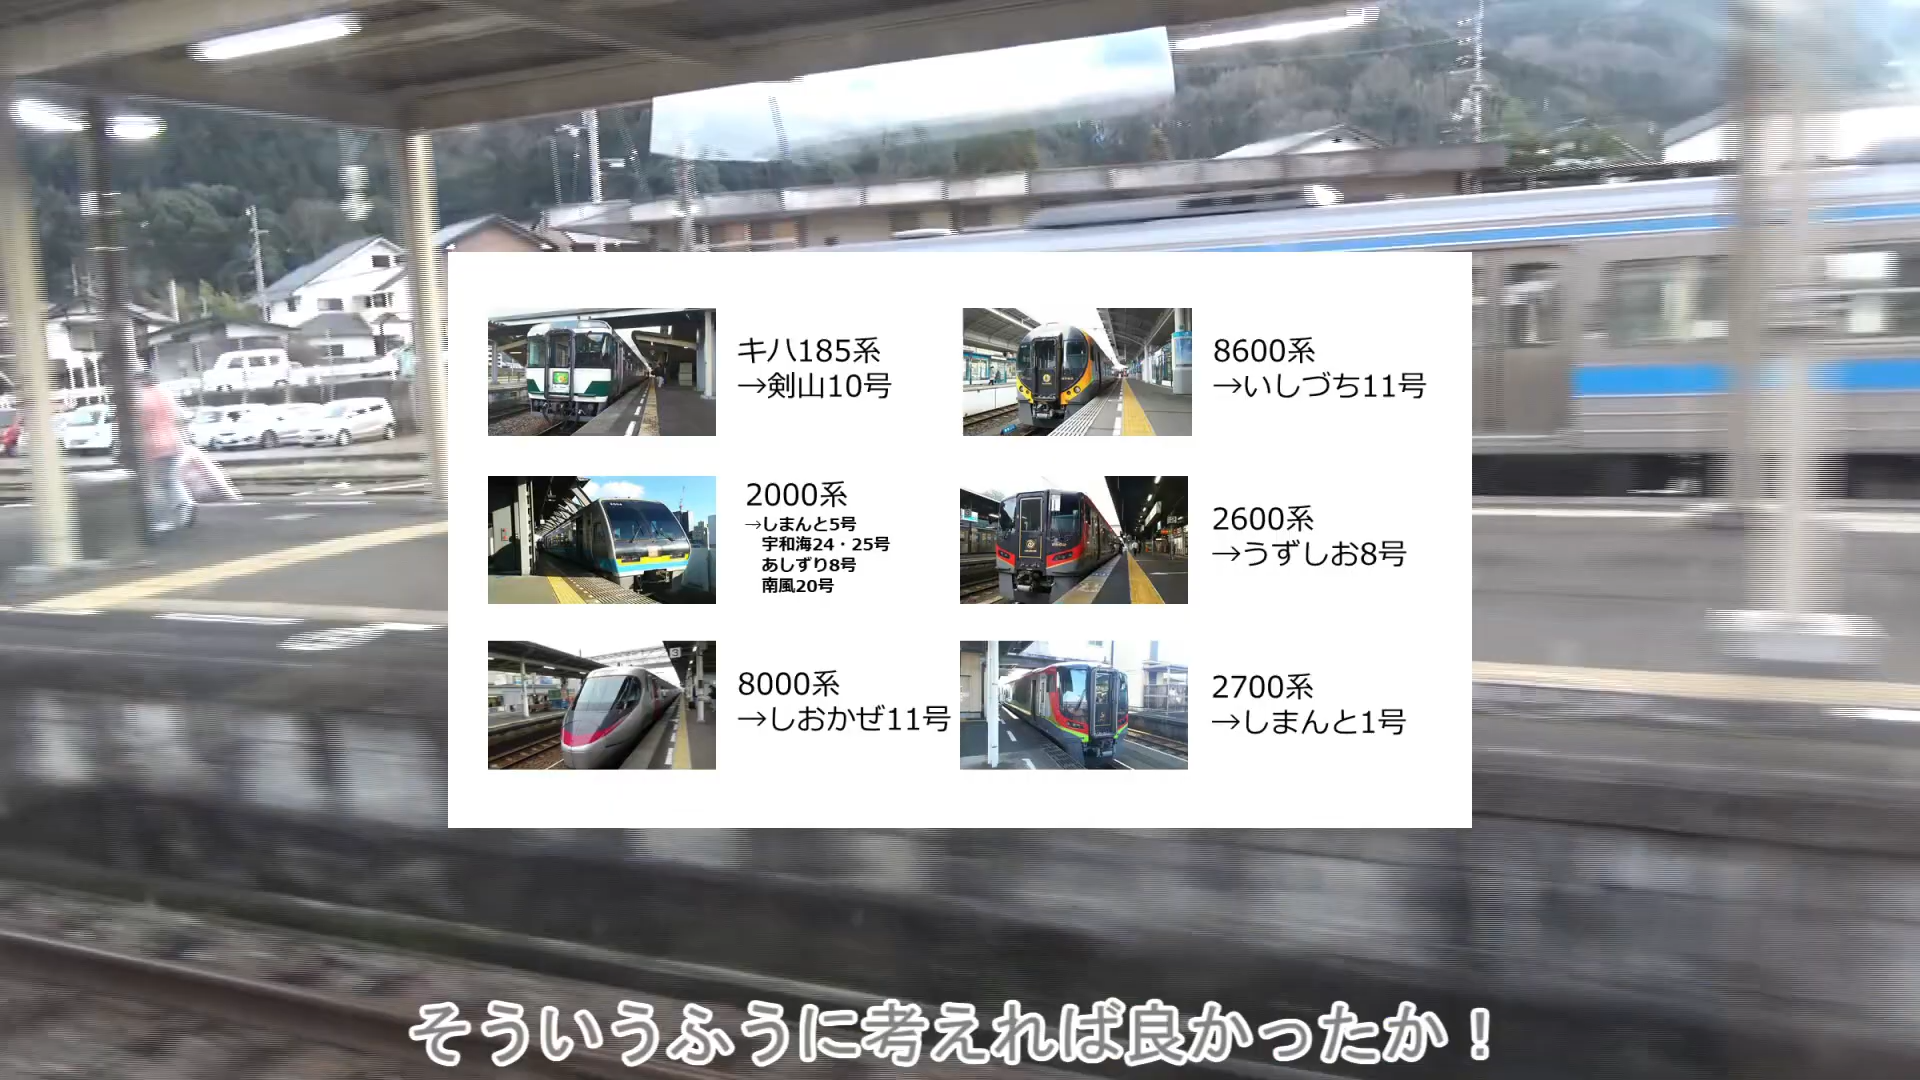 キハ185系
→剣山10号
8600系
→いしづち11号
2000系
→しまんと5号
宇和海24・25号
あしずり8号
南風20号
2600系
→うずしお8号
8000系
→しおかぜ11号
2700系
→しまんと1号
そういうふうに考えれば良かったか！